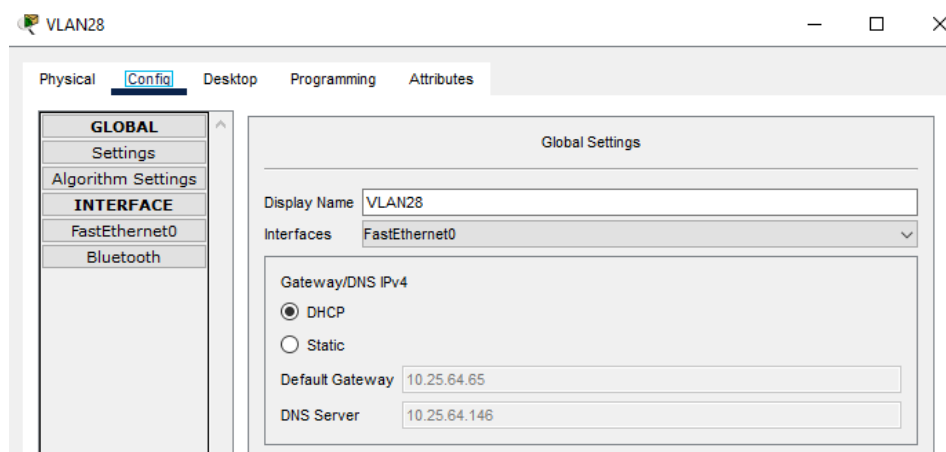 VLAN28
Physical Config Desktop Programming Attributes
GLOBAL
Settings
Algorithm Settings
INTERFACE
FastEthernet0
Bluetooth
Global Settings
Display Name VLAN28
Interfaces FastEthernet0
Gateway/DNS IPv4
DHCP
Static
Default Gateway 10.25.64.65
DNS Server 10.25.64.146